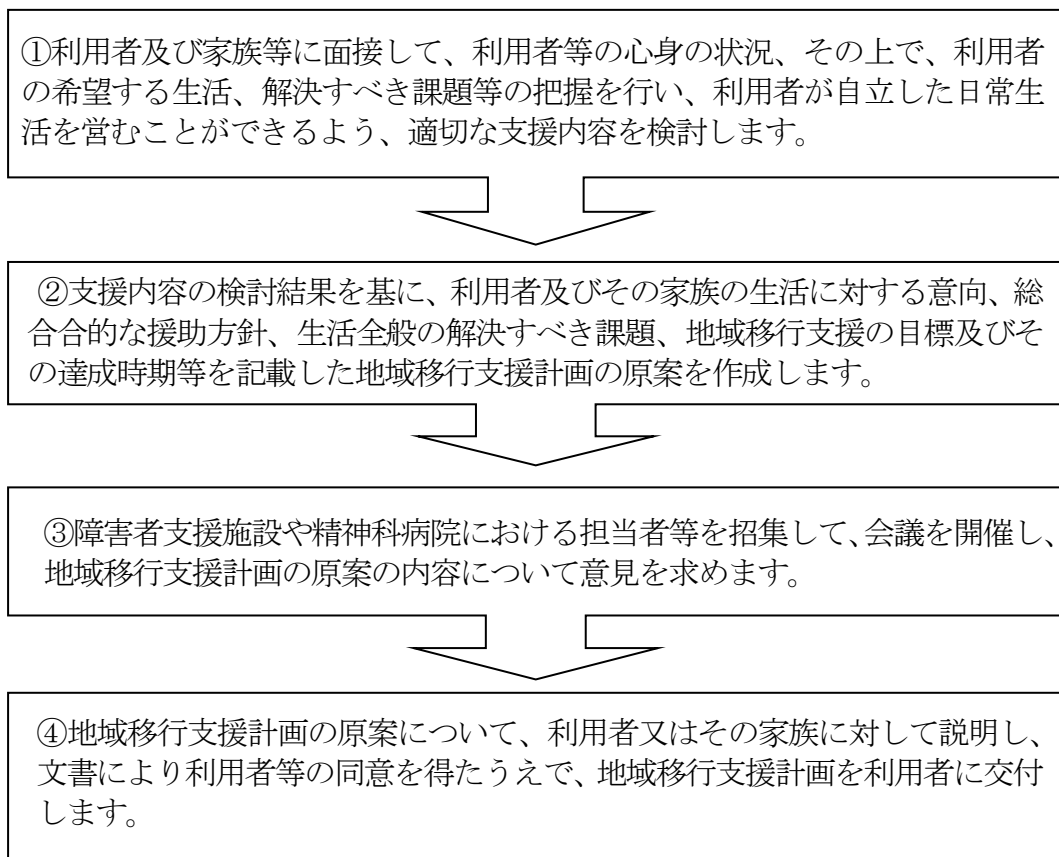 ①利用者及び家族等に面接して、利用者等の心身の状況、その上で、利用者
の希望する生活、解決すべき課題等の把握を行い、利用者が自立した日常生
活を営むことができるよう、適切な支援内容を検討します。
②支援内容の検討結果を基に、利用者及びその家族の生活に対する意向、総
合合的な援助方針、生活全般の解決すべき課題、地域移行支援の目標及びそ
の達成時期等を記載した地域移行支援計画の原案を作成します。
③障害者支援施設や精神科病院における担当者等を招集して、会議を開催し、
地域移行支援計画の原案の内容について意見を求めます。
④地域移行支援計画の原案について、利用者又はその家族に対して説明し、
文書により利用者等の同意を得たうえで、地域移行支援計画を利用者に交付
します。